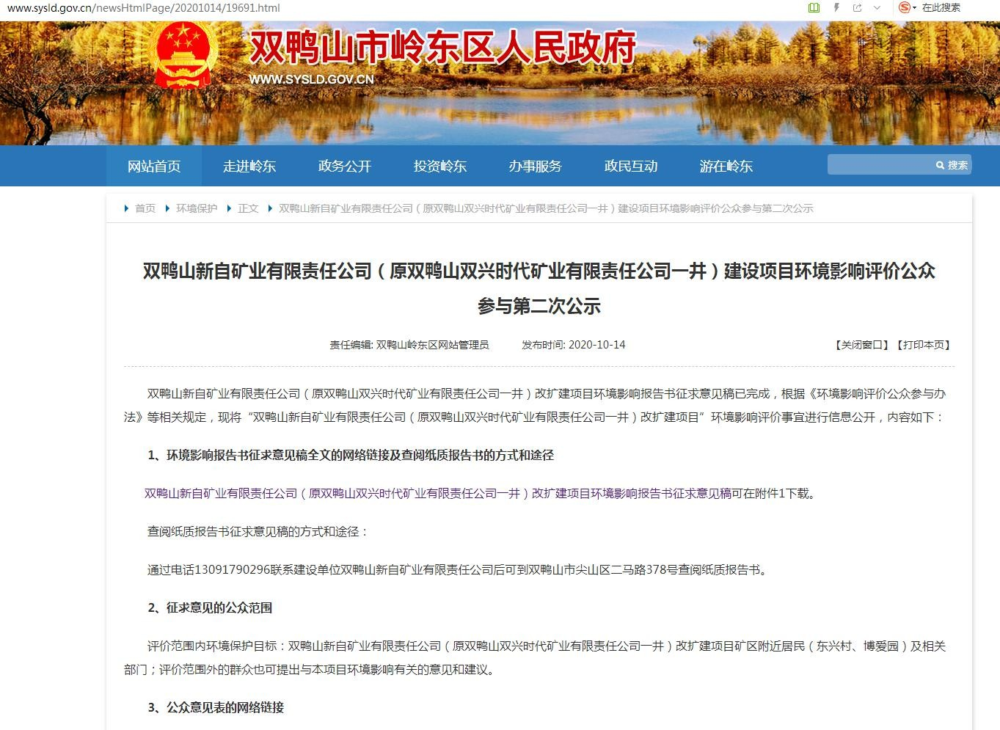 www.sysld.gov.cn/newsHtmlPage/20201014/19691.html
在此搜索
双鸭山市岭东区人民政府
WWW.SYSLD.GOV.CN
网站首页 走进岭东 政务公开 投资岭东 办事服务 政民互动 游在岭东 搜索
首页 环境保护 正文 双鸭山新自矿业有限责任公司（原双鸭山双兴时代矿业有限责任公司一井）建设项目环境影响评价公众参与第二次公示
双鸭山新自矿业有限责任公司（原双鸭山双兴时代矿业有限责任公司一井）建设项目环境影响评价公众
参与第二次公示
责任编辑: 双鸭山岭东区网站管理员 发布时间: 2020-10-14 【关闭窗口】【打印本页】
双鸭山新自矿业有限责任公司（原双鸭山双兴时代矿业有限责任公司一井）改扩建项目环境影响报告书征求意见稿已完成，根据《环境影响评价公众参与办
法》等相关规定，现将“双鸭山新自矿业有限责任公司（原双鸭山双兴时代矿业有限责任公司一井）改扩建项目”环境影响评价事宜进行信息公开，内容如下：
1、环境影响报告书征求意见稿全文的网络链接及查阅纸质报告书的方式和途径
双鸭山新自矿业有限责任公司（原双鸭山双兴时代矿业有限责任公司一井）改扩建项目环境影响报告书征求意见稿可在附件1下载。
查阅纸质报告书征求意见稿的方式和途径：
通过电话13091790296联系建设单位双鸭山新自矿业有限责任公司后可到双鸭山市尖山区二马路378号查阅纸质报告书。
2、征求意见的公众范围
评价范围内环境保护目标：双鸭山新自矿业有限责任公司（原双鸭山双兴时代矿业有限责任公司一井）改扩建项目矿区附近居民（东兴村、博爱园）及相关
部门；评价范围外的群众也可提出与本项目环境影响有关的意见和建议。
3、公众意见表的网络链接